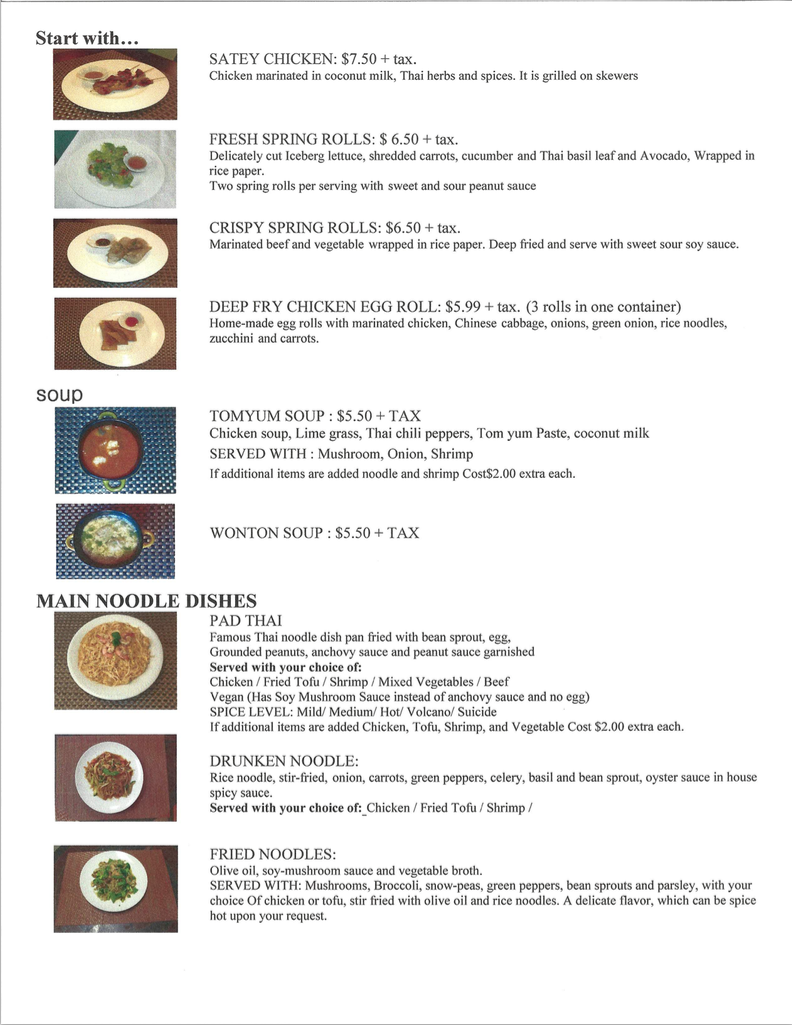 Start with…
SATEY CHICKEN: $7.50 + tax.
Chicken marinated in coconut milk, Thai herbs and spices. It is grilled on skewers
FRESH SPRING ROLLS: $ 6.50 + tax.
Delicately cut Iceberg lettuce, shredded carrots, cucumber and Thai basil leaf and Avocado, Wrapped in
rice paper.
Two spring rolls per serving with sweet and sour peanut sauce
CRISPY SPRING ROLLS: $6.50 + tax.
Marinated beef and vegetable wrapped in rice paper. Deep fried and serve with sweet sour soy sauce.
DEEP FRY CHICKEN EGG ROLL: $5.99 + tax. (3 rolls in one container)
Home-made egg rolls with marinated chicken, Chinese cabbage, onions, green onion, rice noodles,
zucchini and carrots.
soup
TOMYUM SOUP : $5.50 + TAX
Chicken soup, Lime grass, Thai chili peppers, Tom yum Paste, coconut milk
SERVED WITH : Mushroom, Onion, Shrimp
If additional items are added noodle and shrimp Cost$2.00 extra each.
WONTON SOUP : $5.50 + TAX
MAIN NOODLE DISHES
PAD THAI
Famous Thai noodle dish pan fried with bean sprout, egg,
Grounded peanuts, anchovy sauce and peanut sauce garnished
Served with your choice of:
Chicken / Fried Tofu / Shrimp / Mixed Vegetables / Beef
Vegan (Has Soy Mushroom Sauce instead of anchovy sauce and no egg)
SPICE LEVEL: Mild/ Medium/ Hot/ Volcano/ Suicide
If additional items are added Chicken, Tofu, Shrimp, and Vegetable Cost $2.00 extra each.
DRUNKEN NOODLE:
Rice noodle, stir-fried, onion, carrots, green peppers, celery, basil and bean sprout, oyster sauce in house
spicy sauce.
Served with your choice of: Chicken / Fried Tofu / Shrimp /
FRIED NOODLES:
Olive oil, soy-mushroom sauce and vegetable broth.
SERVED WITH: Mushrooms, Broccoli, snow-peas, green peppers, bean sprouts and parsley, with your
choice Of chicken or tofu, stir fried with olive oil and rice noodles. A delicate flavor, which can be spice
hot upon your request.